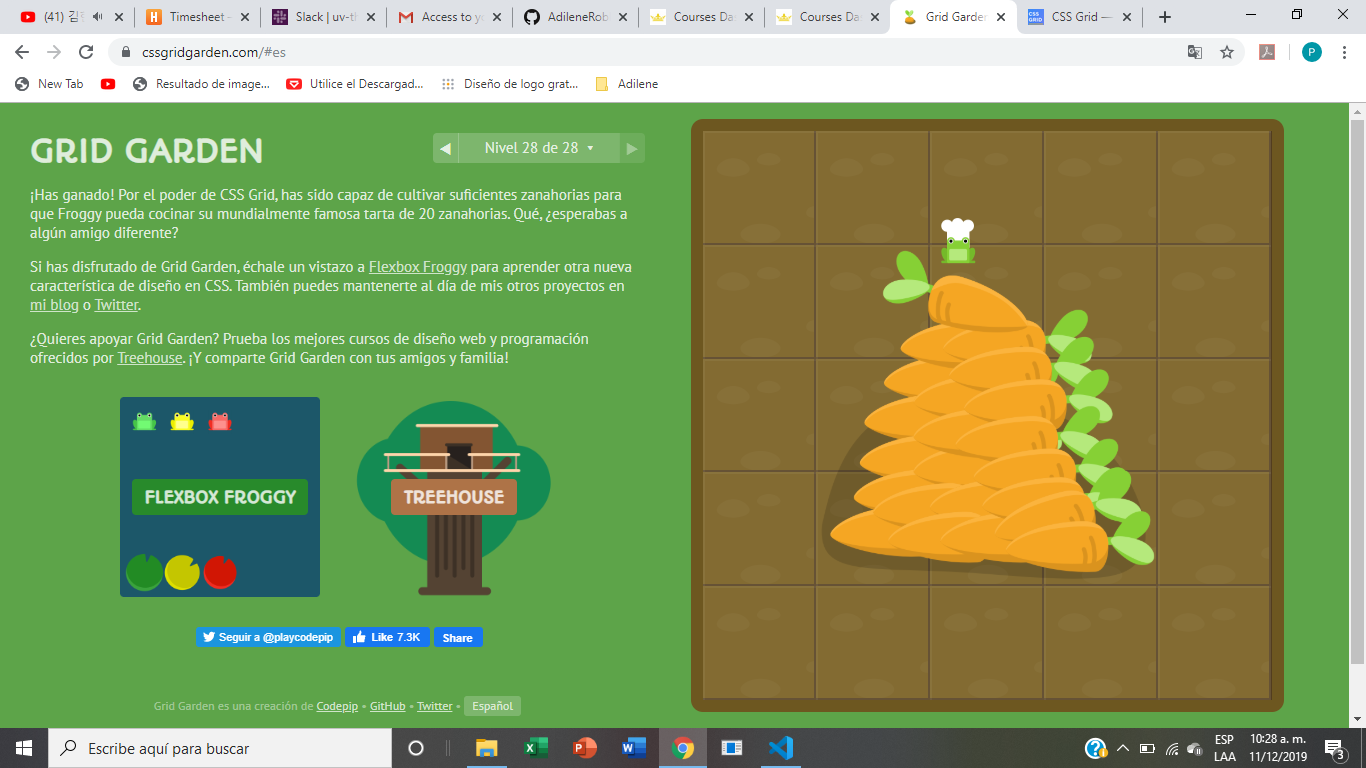 (41) 김
Timesheet -
Slack | uv-th
Access to yo
AdileneRob
Courses Das
Courses Das
Grid Garden
CSS Grid —
cssgridgarden.com/#es
P
New Tab
Resultado de image...
Utilice el Descargad...
Diseño de logo grat...
Adilene
GRID GARDEN
Nivel 28 de 28
¡Has ganado! Por el poder de CSS Grid, has sido capaz de cultivar suficientes zanahorias para
que Froggy pueda cocinar su mundialmente famosa tarta de 20 zanahorias. Qué, ¿esperabas a
algún amigo diferente?
Si has disfrutado de Grid Garden, échale un vistazo a Flexbox Froggy para aprender otra nueva
característica de diseño en CSS. También puedes mantenerte al día de mis otros proyectos en
mi blog o Twitter.
¿Quieres apoyar Grid Garden? Prueba los mejores cursos de diseño web y programación
ofrecidos por Treehouse. ¡Y comparte Grid Garden con tus amigos y familia!
FLEXBOX FROGGY
TREEHOUSE
Seguir a @playcodepip
Like 7.3K
Share
Grid Garden es una creación de Codepip • GitHub • Twitter • Español
Escribe aquí para buscar
ESP
LAA
10:28 a. m.
11/12/2019
3